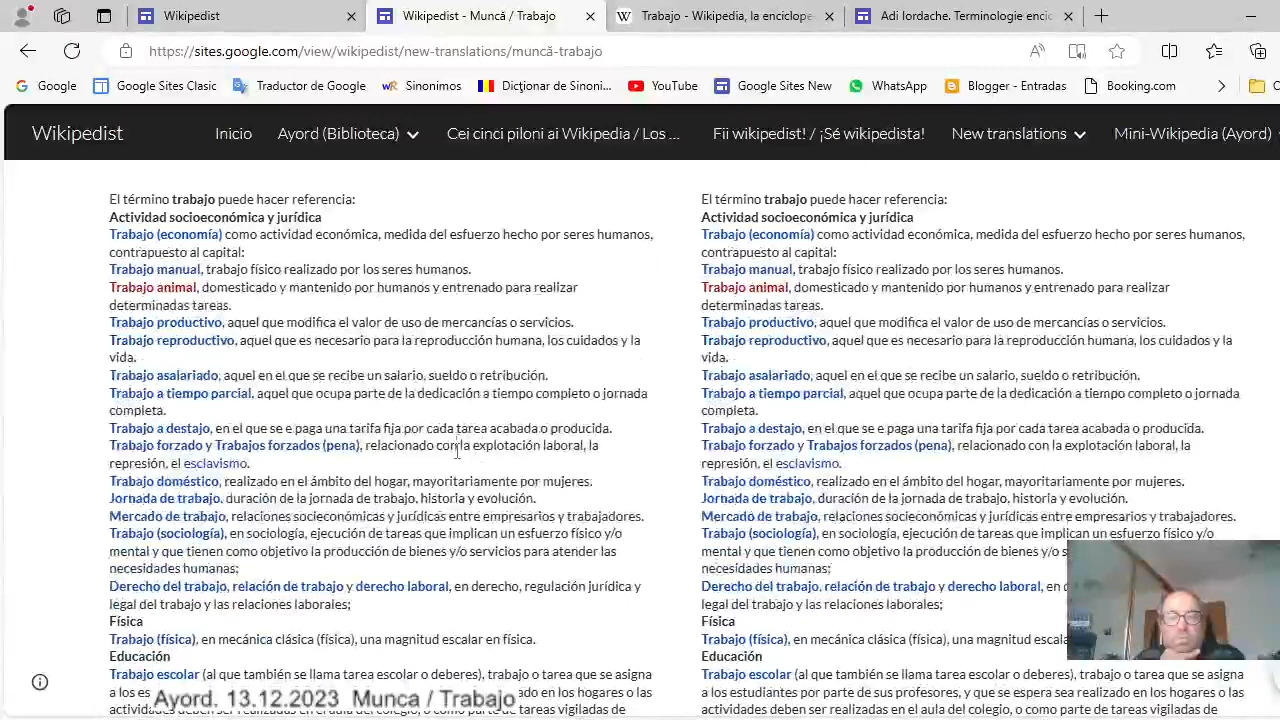 Wikipedist
Wikipedist - Muncă / Trabajo
Trabajo - Wikipedia, la enciclope
Adi Iordache. Terminologie encic
https://sites.google.com/view/wikipedist/new-translations/muncă-trabajo
Google
Google Sites Clasic
Traductor de Google
Sinonimos
Dicţionar de Sinoni...
YouTube
Google Sites New
WhatsApp
Blogger - Entradas
Booking.com
Wikipedist
Inicio
Ayord (Biblioteca)
Cei cinci piloni ai Wikipedia / Los ...
Fii wikipedist! / ¡Sé wikipedista!
New translations
Mini-Wikipedia (Ayord)
El término trabajo puede hacer referencia:
Actividad socioeconómica y jurídica
Trabajo (economía) como actividad económica, medida del esfuerzo hecho por seres humanos,
contrapuesto al capital:
Trabajo manual, trabajo físico realizado por los seres humanos.
Trabajo animal, domesticado y mantenido por humanos y entrenado para realizar
determinadas tareas.
Trabajo productivo, aquel que modifica el valor de uso de mercancías o servicios.
Trabajo reproductivo, aquel que es necesario para la reproducción humana, los cuidados y la
vida.
Trabajo asalariado, aquel en el que se recibe un salario, sueldo o retribución.
Trabajo a tiempo parcial, aquel que ocupa parte de la dedicación a tiempo completo o jornada
completa.
Trabajo a destajo, en el que se e paga una tarifa fija por cada tarea acabada o producida.
Trabajo forzado y Trabajos forzados (pena), relacionado con la explotación laboral, la
represión, el esclavismo.
Trabajo doméstico, realizado en el ámbito del hogar, mayoritariamente por mujeres.
Jornada de trabajo, duración de la jornada de trabajo, historia y evolución.
Mercado de trabajo, relaciones socieconómicas y jurídicas entre empresarios y trabajadores.
Trabajo (sociología), en sociología, ejecución de tareas que implican un esfuerzo físico y/o
mental y que tienen como objetivo la producción de bienes y/o servicios para atender las
necesidades humanas;
Derecho del trabajo, relación de trabajo y derecho laboral, en derecho, regulación jurídica y
legal del trabajo y las relaciones laborales;
Física
Trabajo (física), en mecánica clásica (física), una magnitud escalar en física.
Educación
Trabajo escolar (al que también se llama tarea escolar o deberes), trabajo o tarea que se asigna
a los es
nado en los hogares o las
actividades deben ser realizadas en el aula del colegio, o como parte de tareas vigiladas de
El término trabajo puede hacer referencia:
Actividad socioeconómica y jurídica
Trabajo (economía) como actividad económica, medida del esfuerzo hecho por seres humanos,
contrapuesto al capital:
Trabajo manual, trabajo físico realizado por los seres humanos.
Trabajo animal, domesticado y mantenido por humanos y entrenado para realizar
determinadas tareas.
Trabajo productivo, aquel que modifica el valor de uso de mercancías o servicios.
Trabajo reproductivo, aquel que es necesario para la reproducción humana, los cuidados y la
vida.
Trabajo asalariado, aquel en el que se recibe un salario, sueldo o retribución.
Trabajo a tiempo parcial, aquel que ocupa parte de la dedicación a tiempo completo o jornada
completa.
Trabajo a destajo, en el que se e paga una tarifa fija por cada tarea acabada o producida.
Trabajo forzado y Trabajos forzados (pena), relacionado con la explotación laboral, la
represión, el esclavismo.
Trabajo doméstico, realizado en el ámbito del hogar, mayoritariamente por mujeres.
Jornada de trabajo, duración de la jornada de trabajo, historia y evolución.
Mercado de trabajo, relaciones socieconómicas y jurídicas entre empresarios y trabajadores.
Trabajo (sociología), en sociología, ejecución de tareas que implican un esfuerzo físico y/o
mental y que tienen como objetivo la producción de bienes y/o s
necesidades humanas;
Derecho del trabajo, relación de trabajo y derecho laboral, en d
legal del trabajo y las relaciones laborales;
Física
Trabajo (física), en mecánica clásica (física), una magnitud escala
Educación
Trabajo escolar (al que también se llama tarea escolar o deberes), trabajo o tarea que se asigna
a los estudiantes por parte de sus profesores, y que se espera sea realizado en los hogares o las
actividades deben ser realizadas en el aula del colegio, o como parte de tareas vigiladas de
Ayord. 13.12.2023 Munca / Trabajo